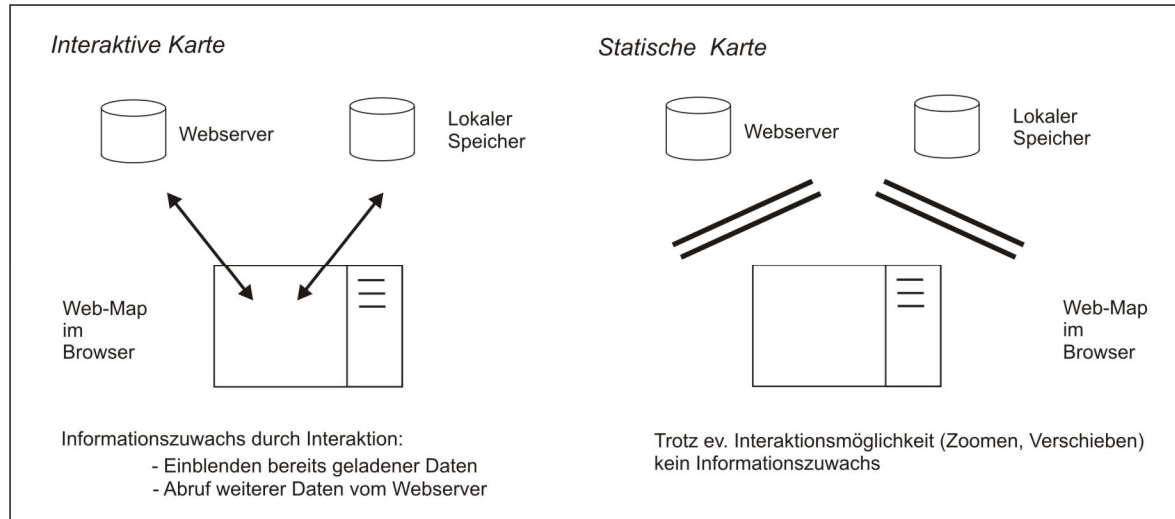 Interaktive Karte
Webserver
Lokaler
Speicher
Web-Map
im
Browser
Informationszuwachs durch Interaktion:
- Einblenden bereits geladener Daten
- Abruf weiterer Daten vom Webserver
Statische Karte
Webserver
Lokaler
Speicher
Web-Map
im
Browser
Trotz ev. Interaktionsmöglichkeit (Zoomen, Verschieben)
kein Informationszuwachs